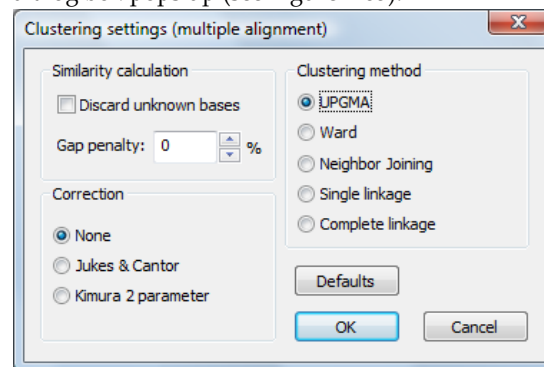 Clustering settings (multiple alignment)
Similarity calculation
Discard unknown bases
Gap penalty: 0 %
Correction
None
Jukes & Cantor
Kimura 2 parameter
Clustering method
UPGMA
Ward
Neighbor Joining
Single linkage
Complete linkage
Defaults
OK Cancel